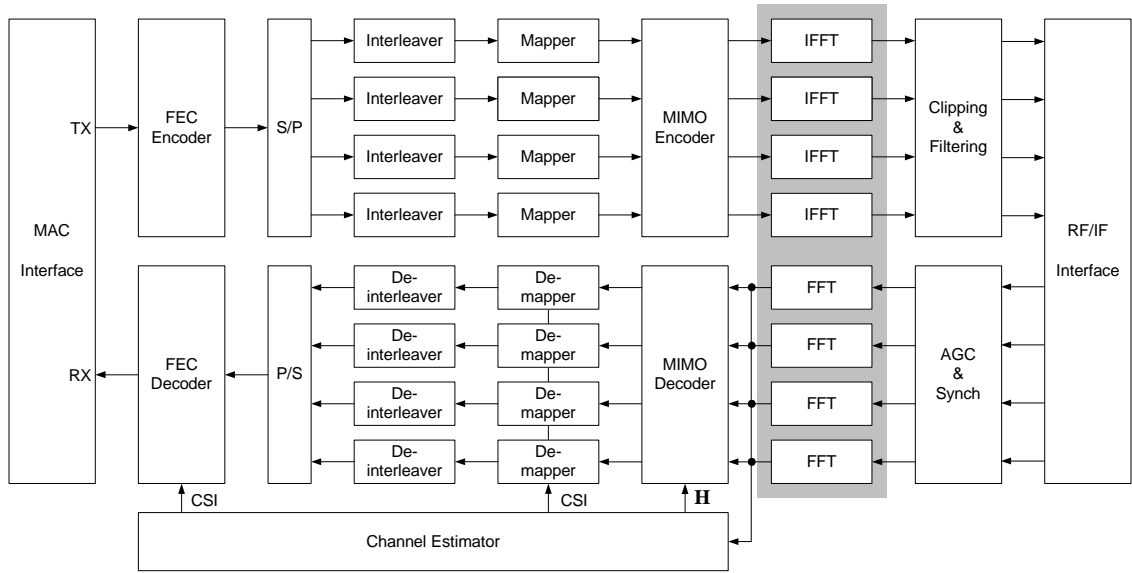 MAC
Interface
TX
RX
FEC
Encoder
S/P
Interleaver
Mapper
Interleaver
Mapper
Interleaver
Mapper
Interleaver
Mapper
MIMO
Encoder
IFFT
IFFT
IFFT
IFFT
Clipping
&
Filtering
RF/IF
Interface
FEC
Decoder
P/S
De-
interleaver
De-
mapper
De-
interleaver
De-
mapper
De-
interleaver
De-
mapper
De-
interleaver
De-
mapper
MIMO
Decoder
FFT
FFT
FFT
FFT
AGC
&
Synch
CSI
CSI
H
Channel Estimator